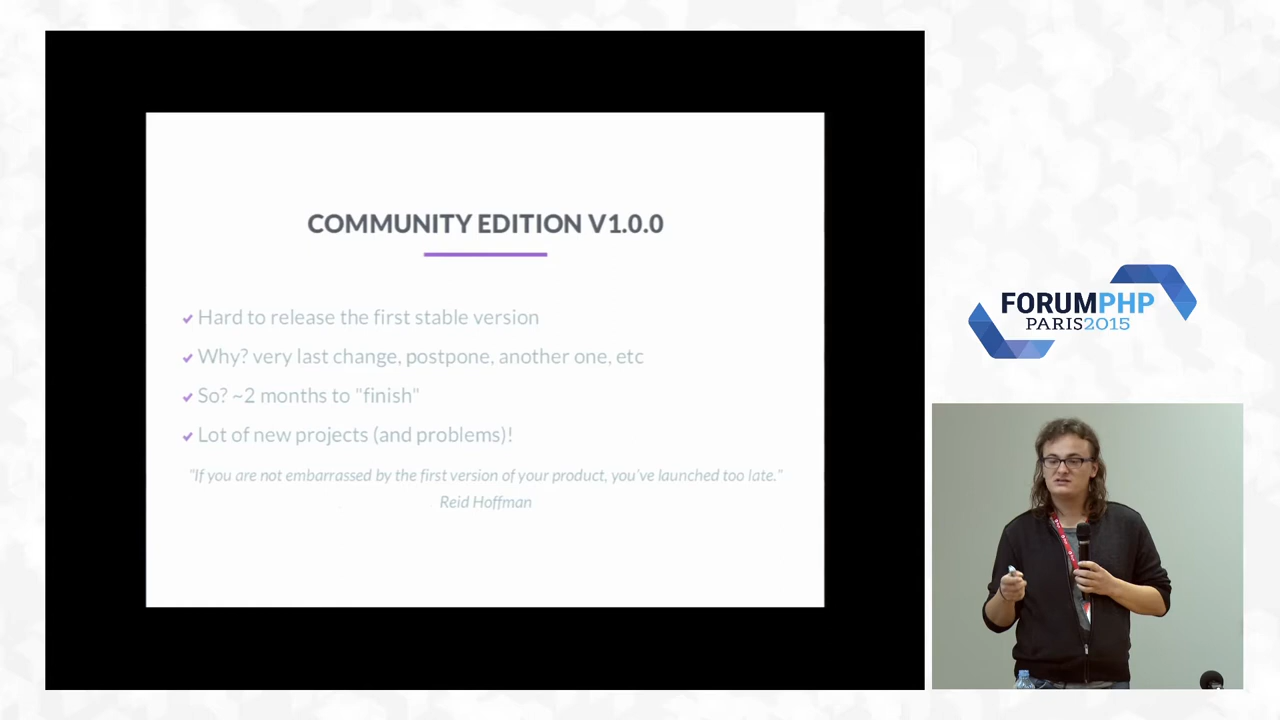 COMMUNITY EDITION V1.0.0
Hard to release the first stable version
Why? very last change, postpone, another one, etc
So? ~2 months to "finish"
Lot of new projects (and problems)!
"If you are not embarrassed by the first version of your product, you've launched too late."
Reid Hoffman
FORUMPHP
PARIS2015